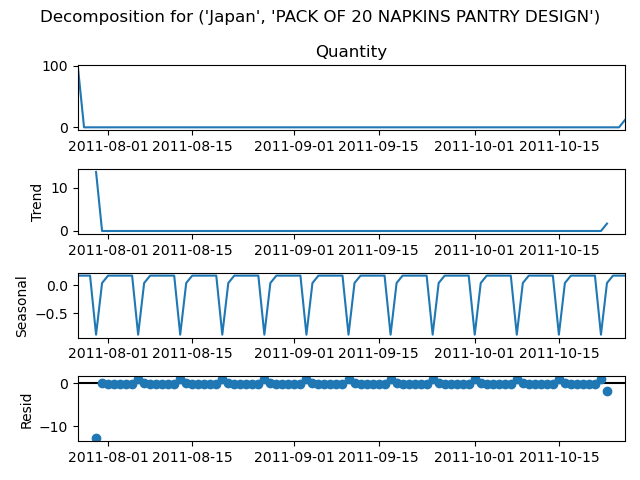 Decomposition for ('Japan', 'PACK OF 20 NAPKINS PANTRY DESIGN')
Quantity
100
0
2011-08-01 2011-08-15 2011-09-01 2011-09-15 2011-10-01 2011-10-15
Trend
10
0
2011-08-01 2011-08-15 2011-09-01 2011-09-15 2011-10-01 2011-10-15
Seasonal
0.0
−0.5
2011-08-01 2011-08-15 2011-09-01 2011-09-15 2011-10-01 2011-10-15
Resid
0
−10
2011-08-01 2011-08-15 2011-09-01 2011-09-15 2011-10-01 2011-10-15